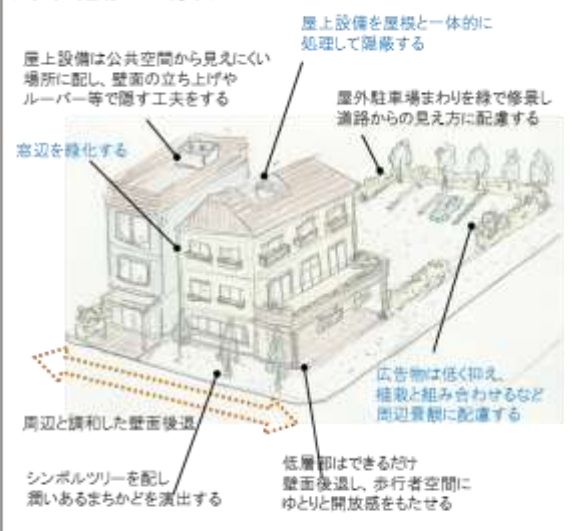 屋上設備を屋根と一体的に
処理して隠蔽する
屋上設備は公共空間から見えにくい
場所に配し、壁面の立ち上げや
ルーバー等で隠す工夫をする
屋外駐車場まわりを緑で修景し
道路からの見え方に配慮する
窓辺を緑化する
広告物は低く抑え、
植栽と組み合わせるなど
周辺景観に配慮する
周辺と調和した壁面後退
シンボルツリーを配し
潤いあるまちかどを演出する
低層部はできるだけ
壁面後退し、歩行者空間に
ゆとりと開放感をもたせる